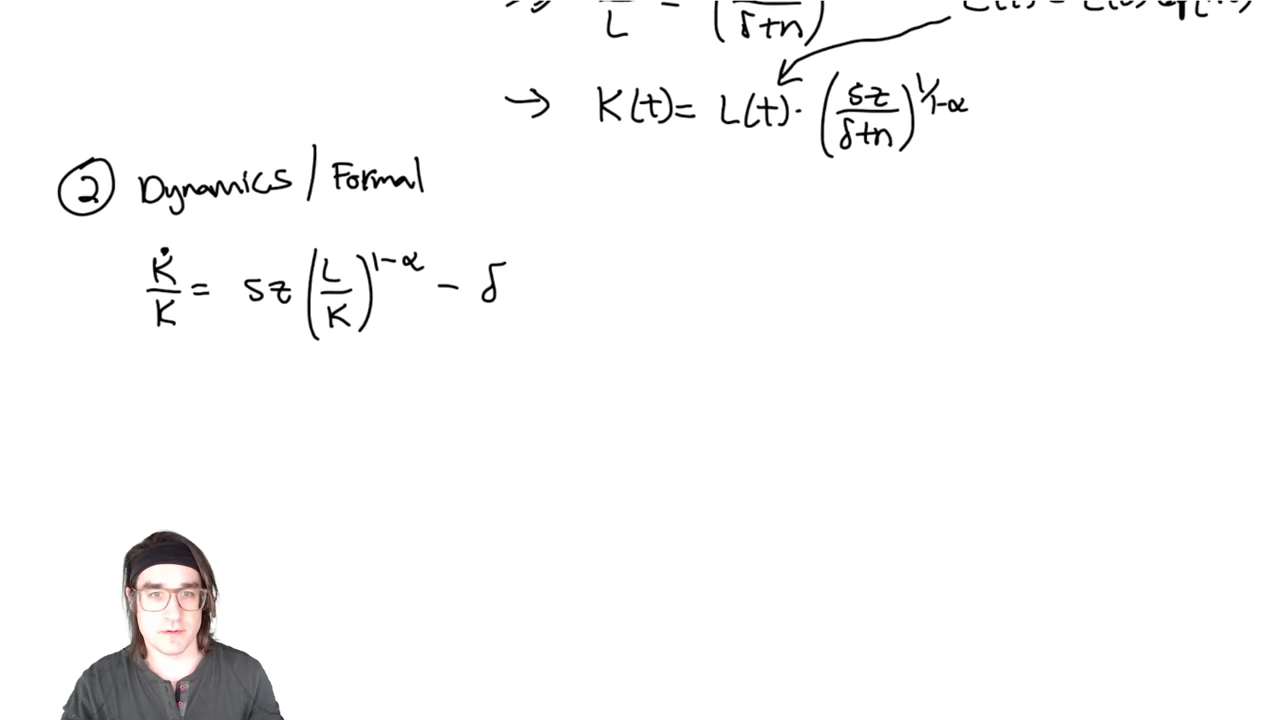 → L = (δ+n)
→ K(t) = L(t)· (sz/δ+n)^1/1-α
② Dynamics / Formal
K̇/K = sz (L/K)^1-α - δ